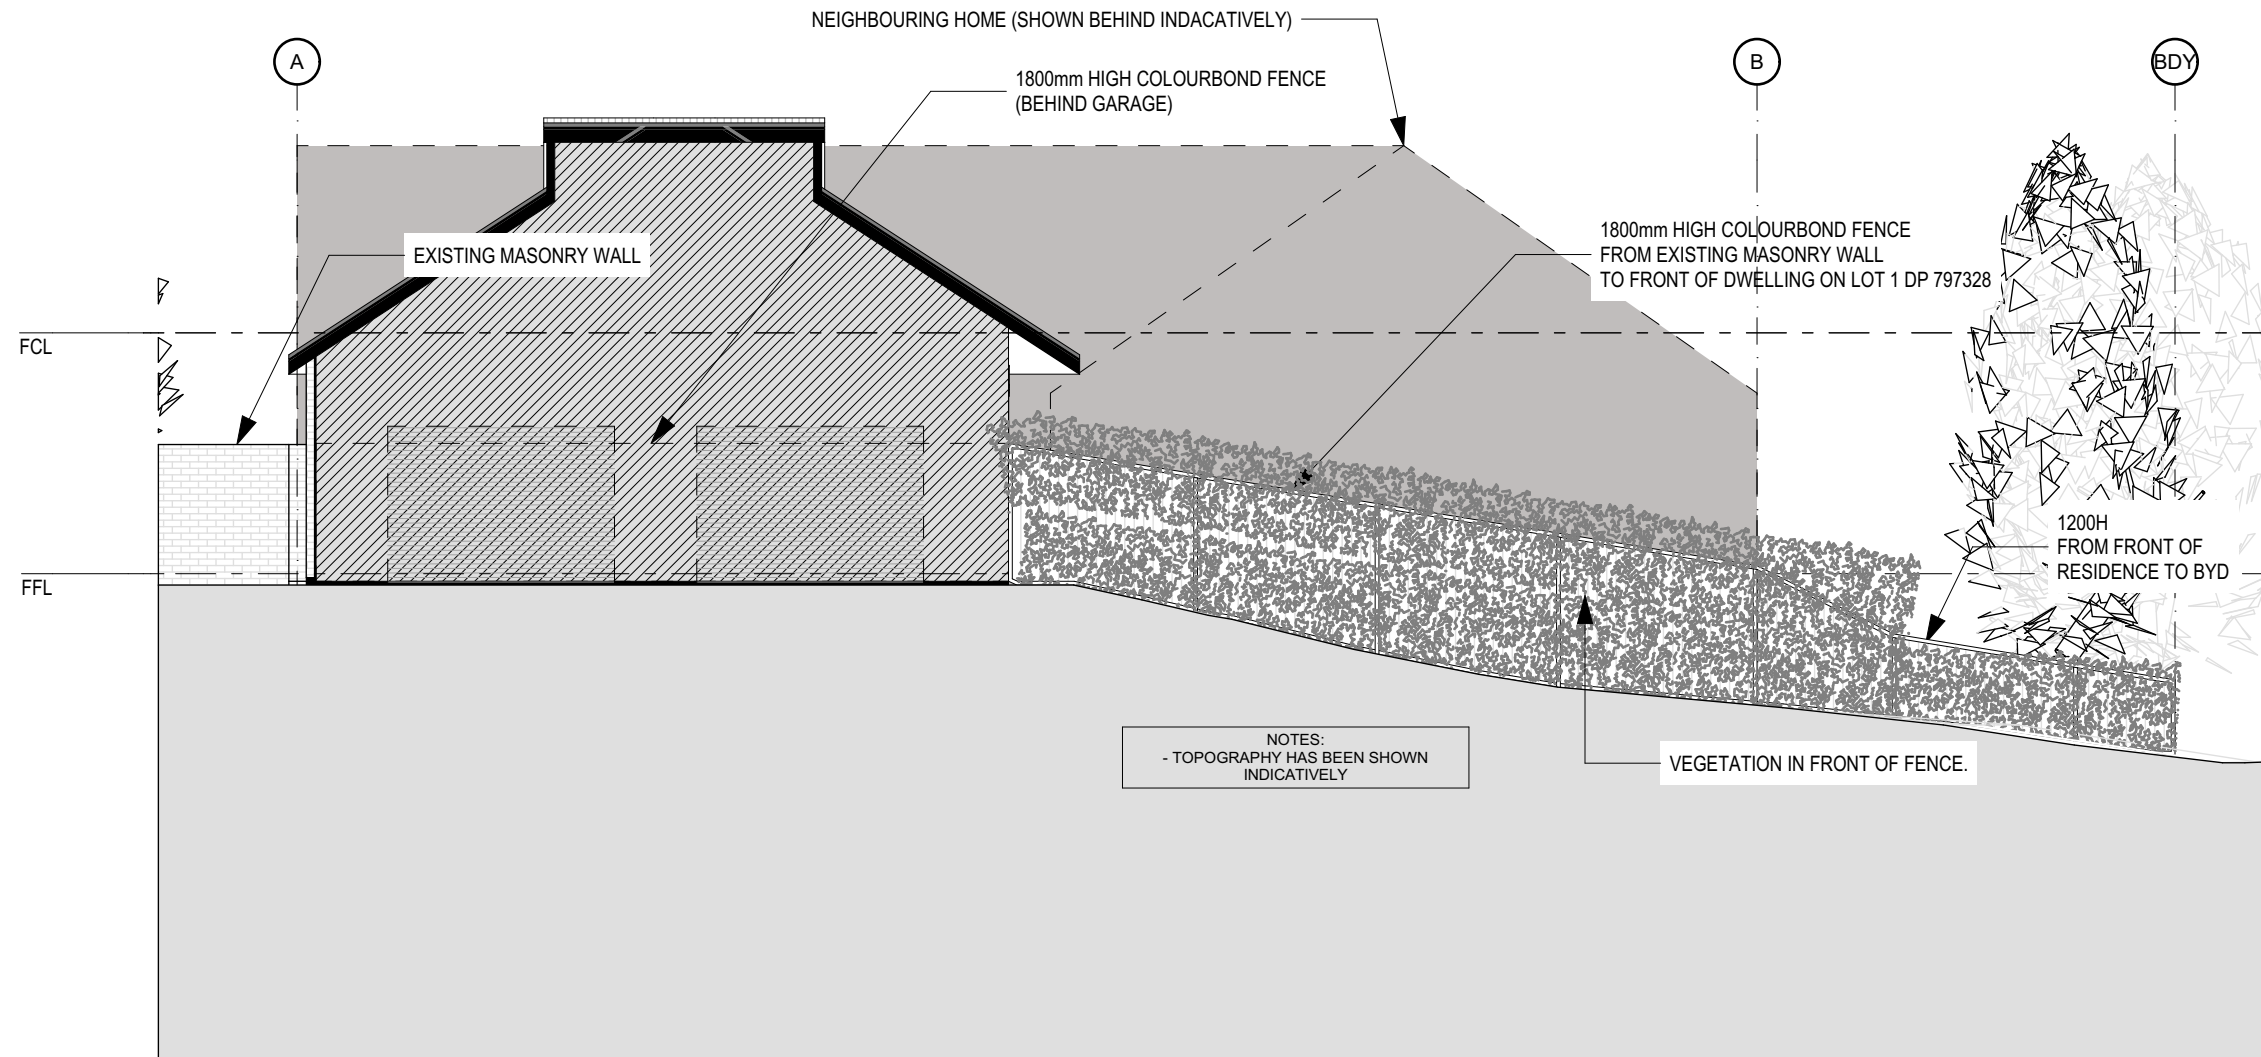 NEIGHBOURING HOME (SHOWN BEHIND INDACATIVELY)
A
B
BDY
1800mm HIGH COLOURBOND FENCE
(BEHIND GARAGE)
1800mm HIGH COLOURBOND FENCE
FROM EXISTING MASONRY WALL
TO FRONT OF DWELLING ON LOT 1 DP 797328
EXISTING MASONRY WALL
FCL
1200H
FROM FRONT OF
RESIDENCE TO BYD
FFL
NOTES:
- TOPOGRAPHY HAS BEEN SHOWN
INDICATIVELY
VEGETATION IN FRONT OF FENCE.